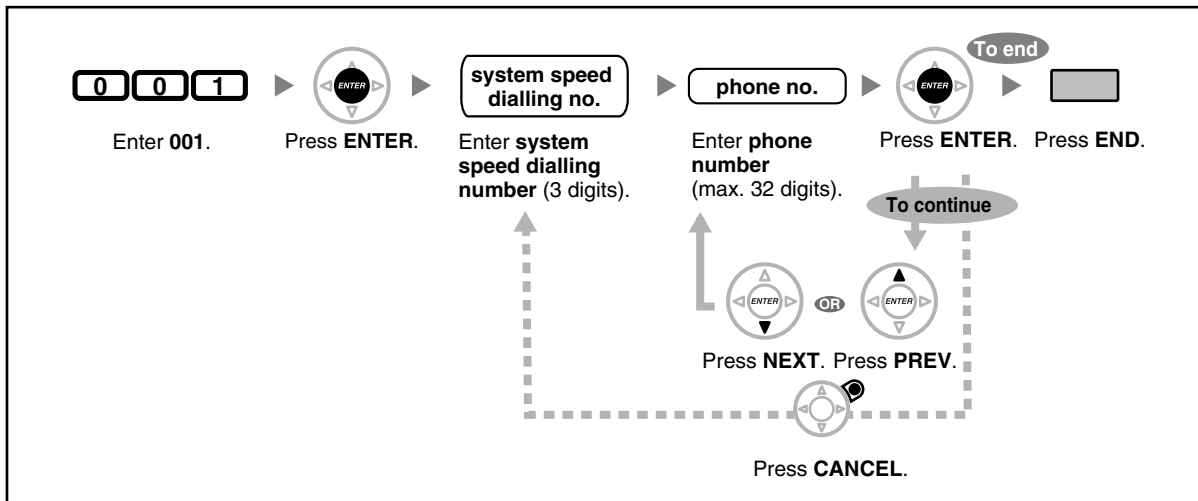 To end
0 0 1
ENTER
system speed
dialling no.
phone no.
ENTER
Enter 001.
Press ENTER.
Enter system
speed dialling
number (3 digits).
Enter phone
number
(max. 32 digits).
Press ENTER.
Press END.
To continue
ENTER
OR
ENTER
Press NEXT.
Press PREV.
Press CANCEL.